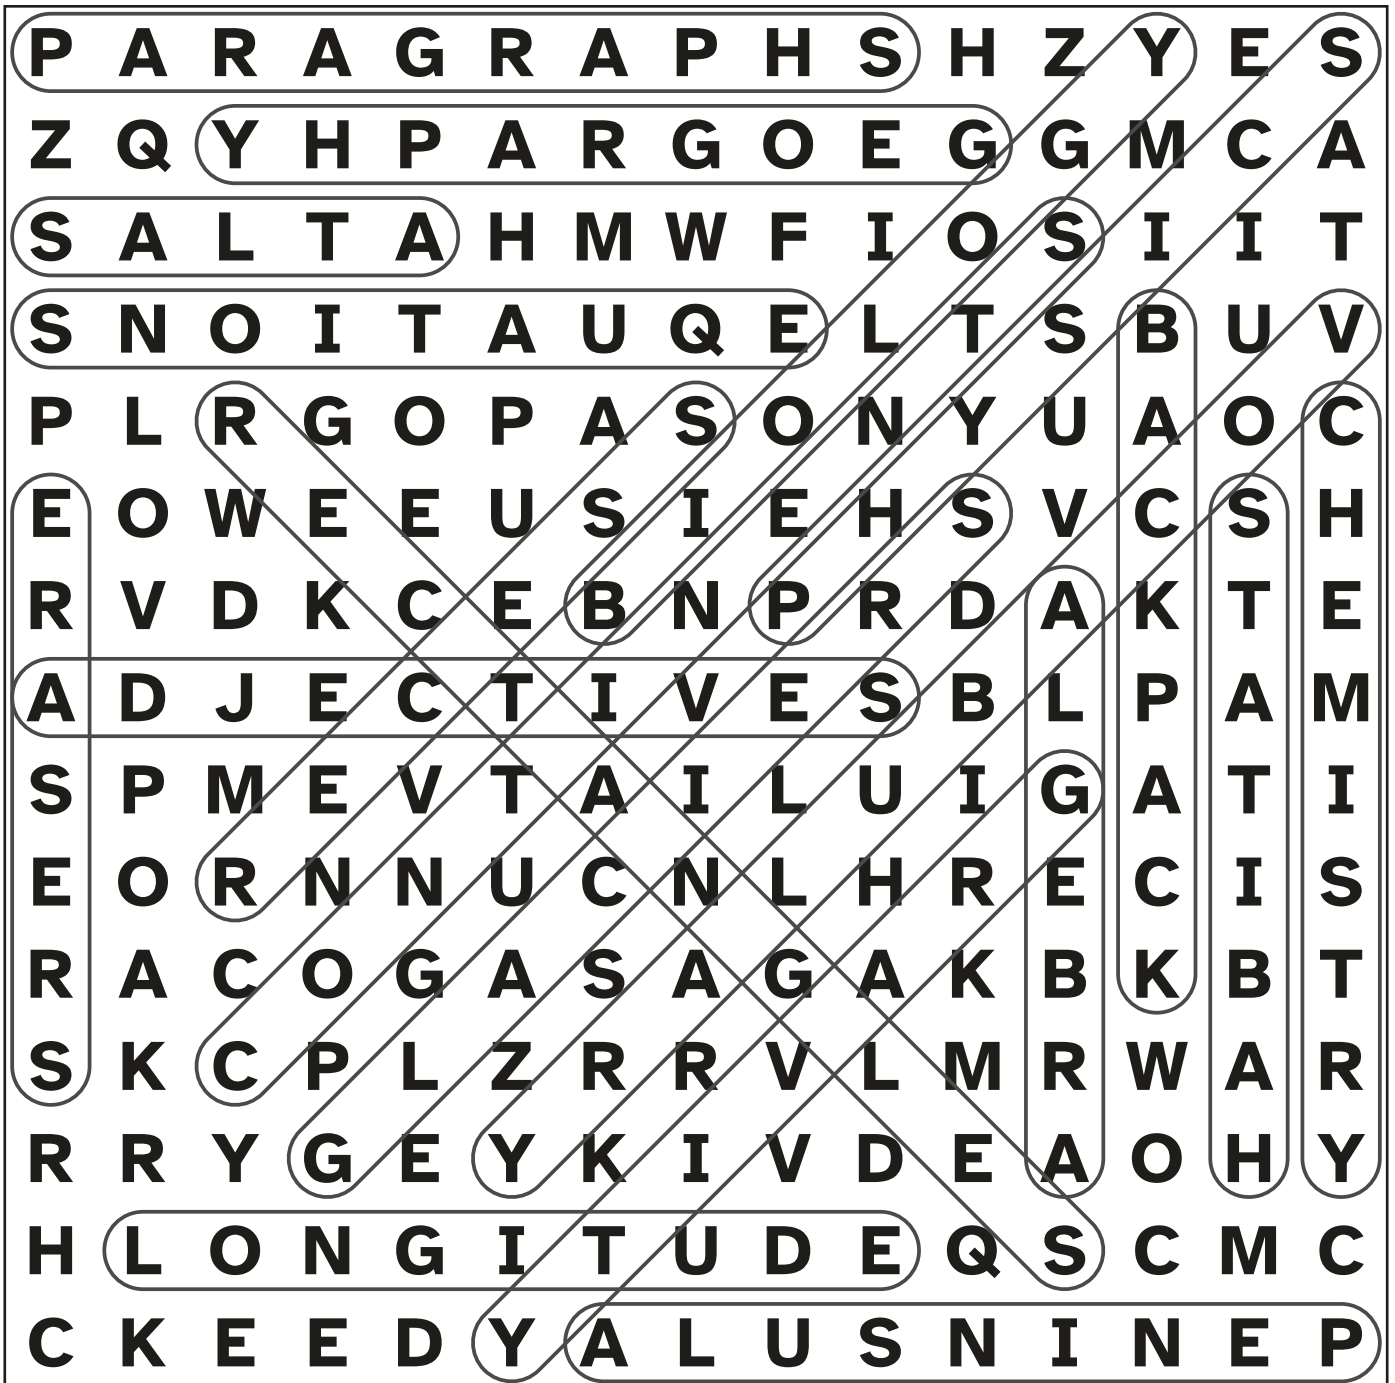 P A R A G R A P H S H Z Y E S
Z Q Y H P A R G O E G G M C A
S A L T A H M W F I O S I I T
S N O I T A U Q E L T S B U V
P L R G O P A S O N Y U A O C
E O W E E U S I E H S V C S H
R V D K C E B N P R D A K T E
A D J E C T I V E S B L P A M
S P M E V T A I L U I G A T I
E O R N N U C N L H R E C I S
R A C O G A S A G A K B K B T
S K C P L Z R R V L M R W A R
R R Y G E Y K I V D E A O H Y
H L O N G I T U D E Q S C M C
C K E E D Y A L U S N I N E P